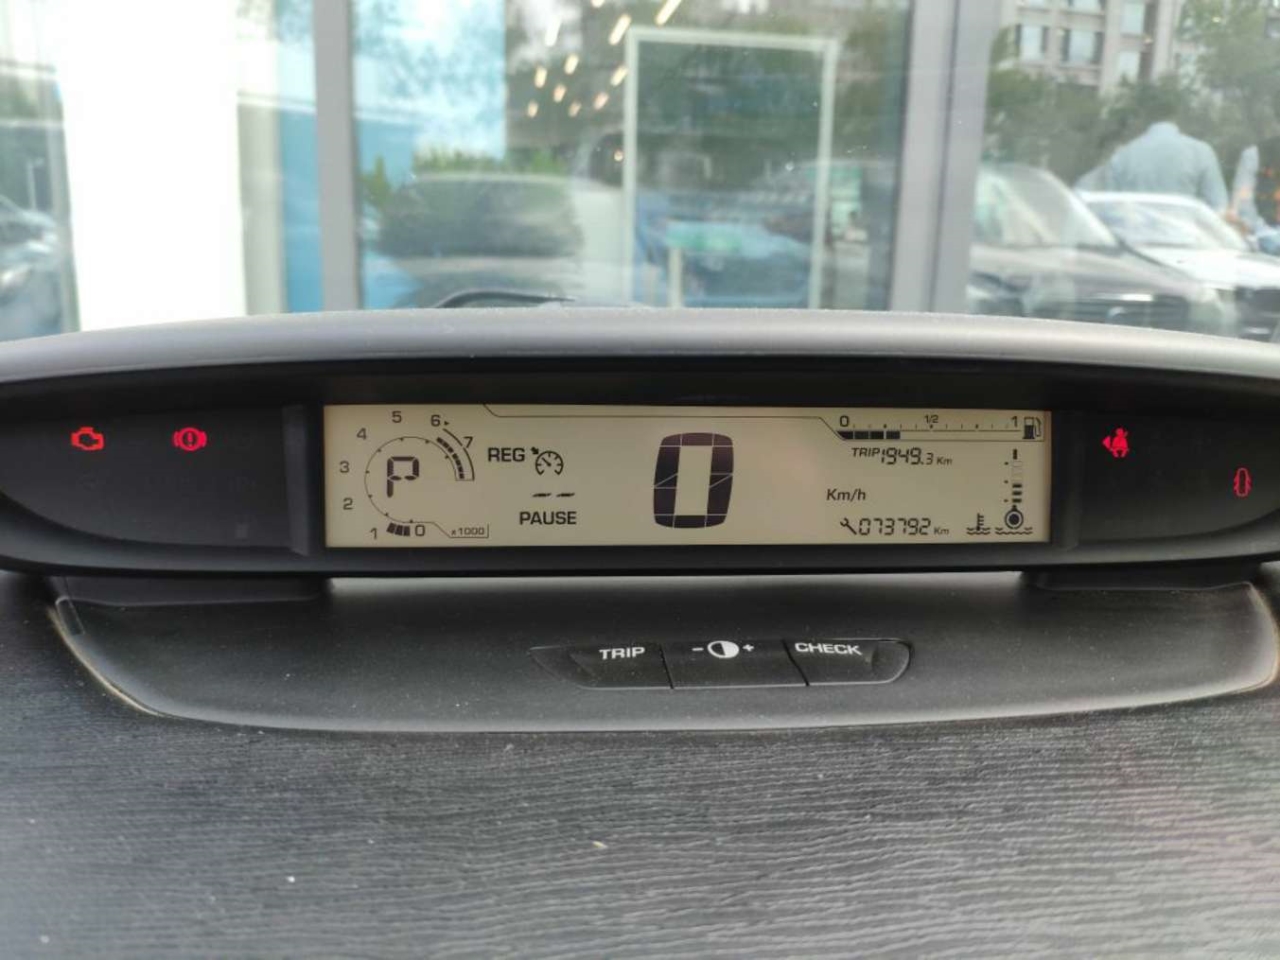 5 6
4 7
3 P
2
1 0 x1000
REG
-- --
PAUSE
0
0 1/2 1
TRIP 1949.3 Km
Km/h
073792 Km
TRIP - + CHECK